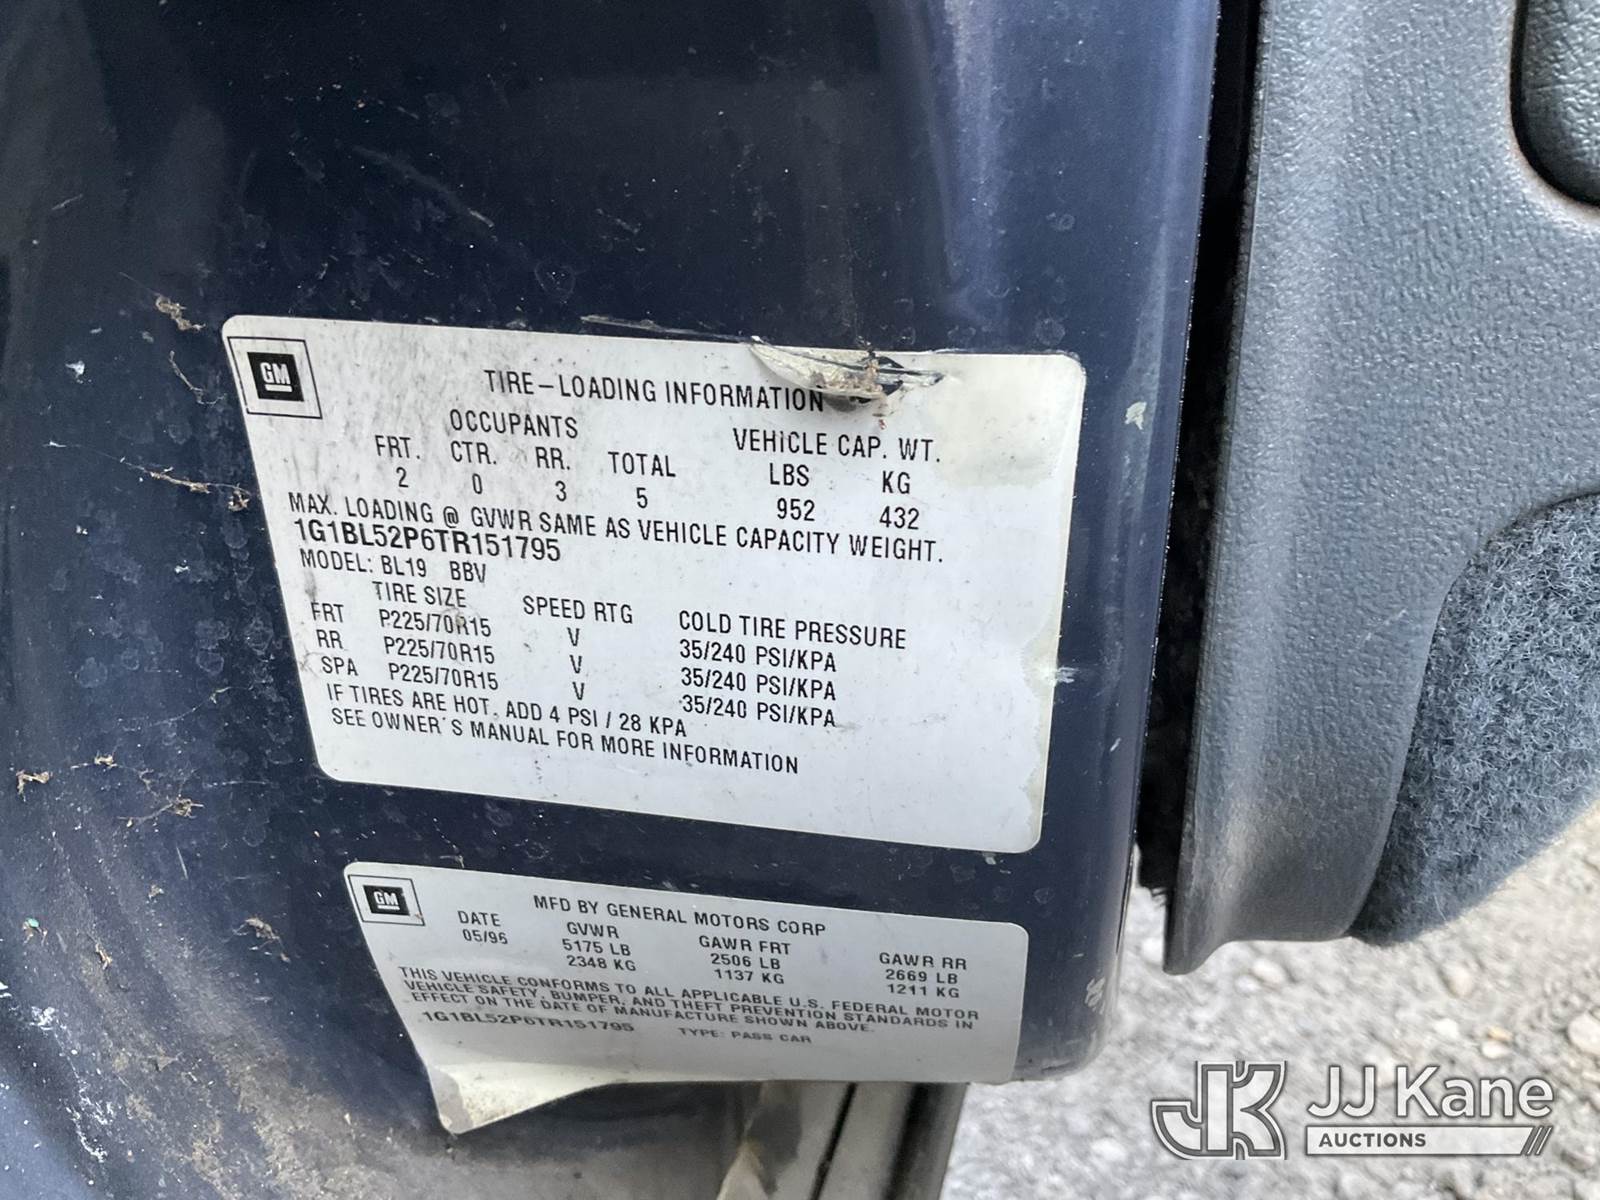 GM
TIRE-LOADING INFORMATION
OCCUPANTS VEHICLE CAP. WT.
FRT. CTR. RR. TOTAL LBS KG
2 0 3 5 952 432
MAX. LOADING @ GVWR SAME AS VEHICLE CAPACITY WEIGHT.
1G1BL52P6TR151795
MODEL: BL19 BBV
TIRE SIZE SPEED RTG COLD TIRE PRESSURE
FRT P225/70R15 V 35/240 PSI/KPA
RR P225/70R15 V 35/240 PSI/KPA
SPA P225/70R15 V 35/240 PSI/KPA
IF TIRES ARE HOT, ADD 4 PSI / 28 KPA
SEE OWNER'S MANUAL FOR MORE INFORMATION
GM
MFD BY GENERAL MOTORS CORP
DATE GVWR GAWR FRT GAWR RR
05/96 5175 LB 2506 LB 2669 LB
2348 KG 1137 KG 1211 KG
THIS VEHICLE CONFORMS TO ALL APPLICABLE U.S. FEDERAL MOTOR
VEHICLE SAFETY, BUMPER, AND THEFT PREVENTION STANDARDS IN
EFFECT ON THE DATE OF MANUFACTURE SHOWN ABOVE.
1G1BL52P6TR151795 TYPE: PASS CAR
JK JJ Kane
AUCTIONS